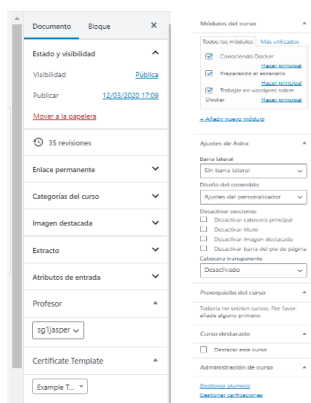 Documento Bloque ×
Estado y visibilidad
Visibilidad Pública
Publicar 12/03/2020 17:09
Mover a la papelera
35 revisiones
Enlace permanente
Categorías del curso
Imagen destacada
Extracto
Atributos de entrada
Profesor
sg1jasper
Certificate Template
Example T...
Módulos del curso
Todos los módulos Más utilizados
Conociendo Docker
Hacer principal
Preparando el escenario
Hacer principal
Trabajar en wordpres sobre
Docker Hacer principal
+ Añadir nuevo módulo
Ajustes de Astra
Barra lateral
Sin barra lateral
Diseño del contenido
Ajustes del personalizador
Desactivar secciones
Desactivar cabecera principal
Desactivar título
Desactivar imagen destacada
Desactivar barra del pie de página
Cabecera transparente
Desactivado
Prerequisito del curso
Todavía no existen cursos. Por favor,
añade alguno primero.
Curso destacado
Destacar este curso
Administración de curso
Gestionar alumnos
Gestionar calificaciones